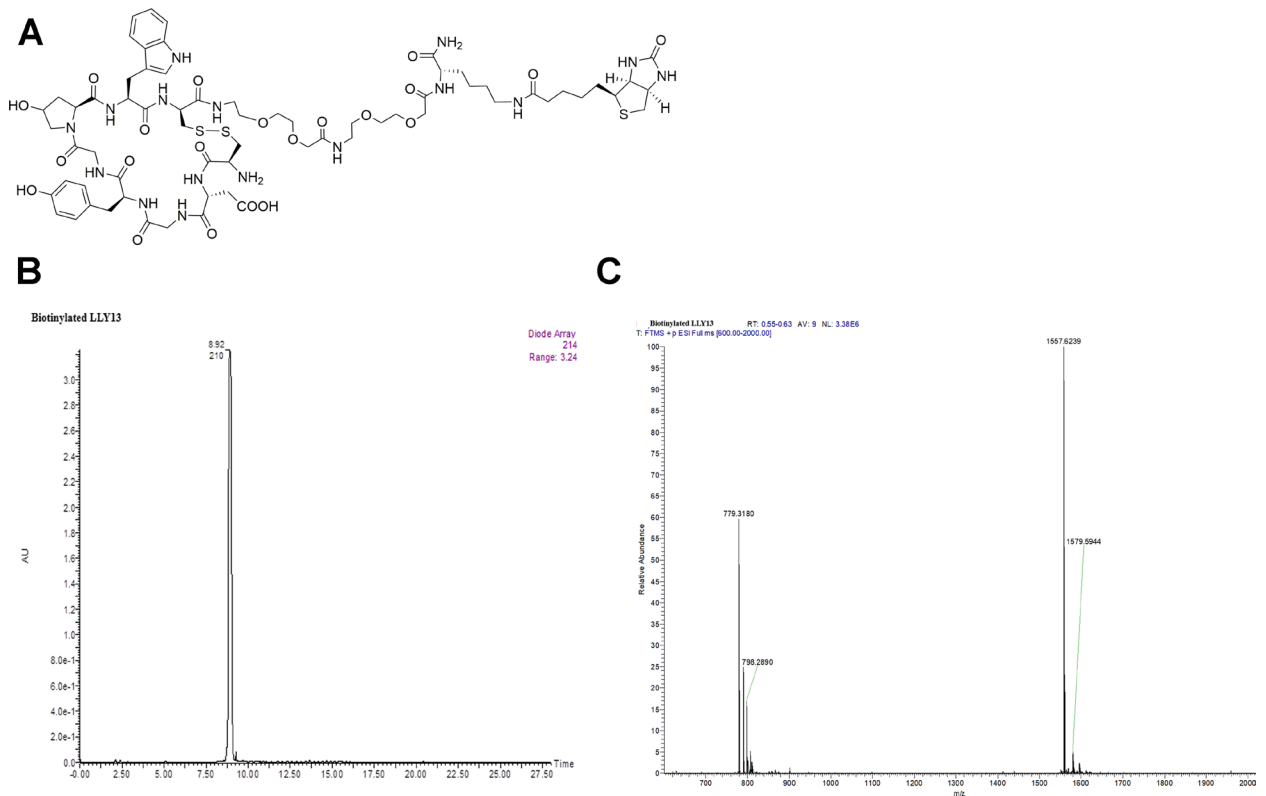 A
HO
O
O
N
H
NH
O
H
N
O
H
N
O
S
S
O
O
O
N
H
O
O
O
HN
NH2
O
N
H
O
O
HN
NH
H
H
S
N
O
HN
O
HO
NH
O
H
N
O
HN
O
NH2
COOH
B
Biotinylated LLY13
Diode Array
214
Range: 3.24
8.92
210
AU
3.0
2.8
2.6
2.4
2.2
2.0
1.8
1.6
1.4
1.2
1.0
8.0e-1
6.0e-1
4.0e-1
2.0e-1
0.0
-0.00 2.50 5.00 7.50 10.00 12.50 15.00 17.50 20.00 22.50 25.00 27.50
Time
C
Biotinylated LLY13 RT: 0.55-0.63 AV: 9 NL: 3.38E6
T: FTMS + p ESI Full ms [600.00-2000.00]
1557.6239
779.3180
1579.5944
798.2890
Relative Abundance
100
95
90
85
80
75
70
65
60
55
50
45
40
35
30
25
20
15
10
5
0
700 800 900 1000 1100 1200 1300 1400 1500 1600 1700 1800 1900 2000
m/z